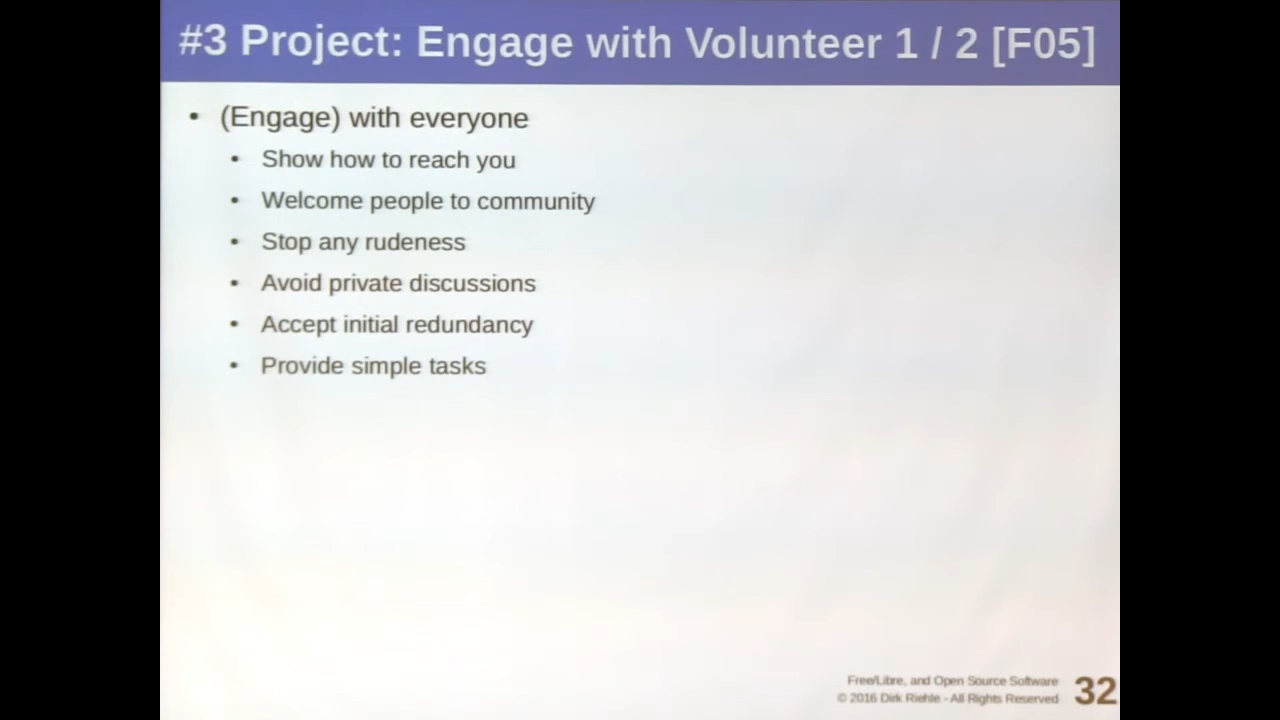 #3 Project: Engage with Volunteer 1 / 2 [F05]
• (Engage) with everyone
• Show how to reach you
• Welcome people to community
• Stop any rudeness
• Avoid private discussions
• Accept initial redundancy
• Provide simple tasks
Free/Libre, and Open Source Software
© 2016 Dirk Riehle - All Rights Reserved
32